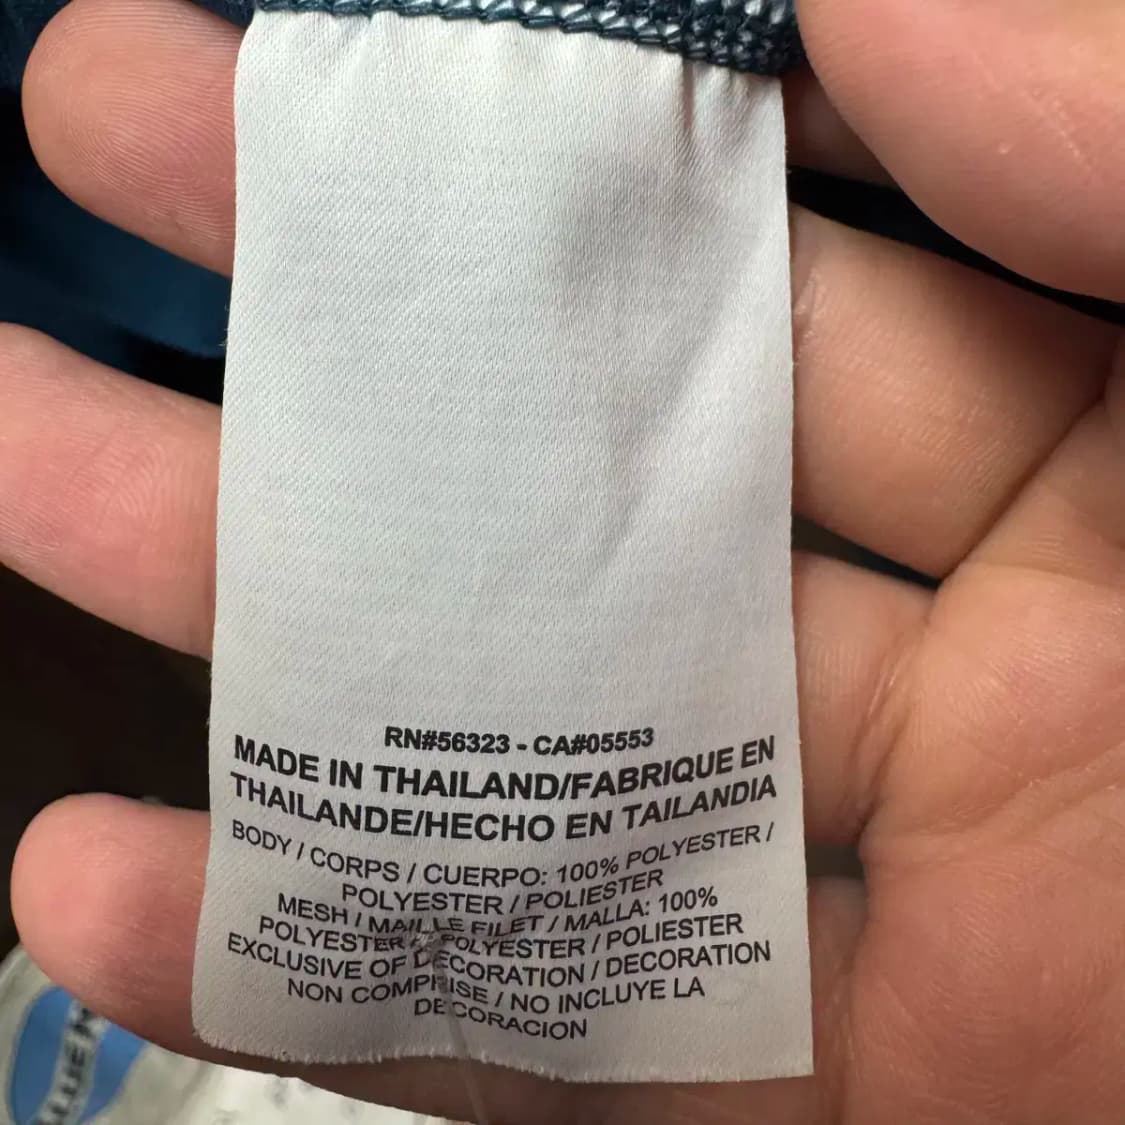 RN#56323 - CA#05553
MADE IN THAILAND/FABRIQUE EN
THAILANDE/HECHO EN TAILANDIA
BODY / CORPS / CUERPO: 100% POLYESTER /
POLYESTER / POLIESTER
MESH / MAILLE FILET / MALLA: 100%
POLYESTER / POLYESTER / POLIESTER
EXCLUSIVE OF DECORATION / DECORATION
NON COMPRISE / NO INCLUYE LA
DECORACION